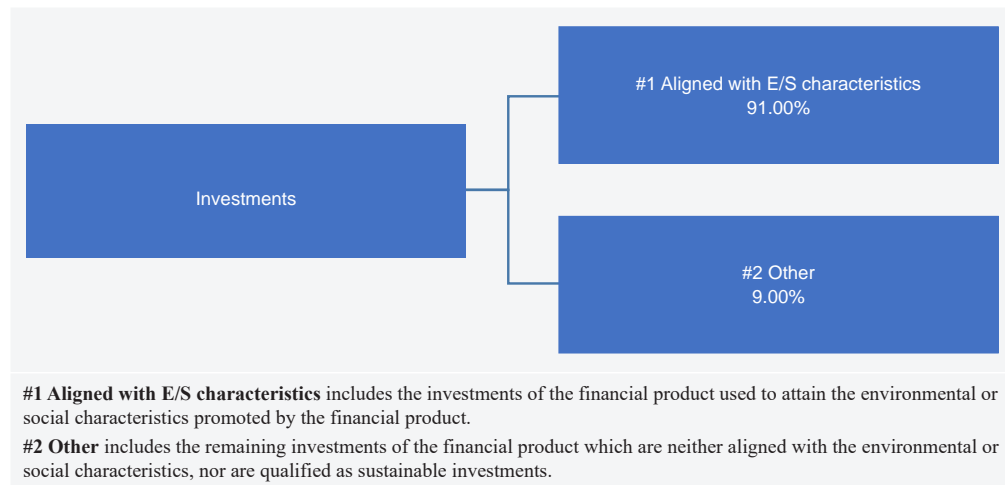 #1 Aligned with E/S characteristics
91.00%
Investments
#2 Other
9.00%
#1 Aligned with E/S characteristics includes the investments of the financial product used to attain the environmental or
social characteristics promoted by the financial product.
#2 Other includes the remaining investments of the financial product which are neither aligned with the environmental or
social characteristics, nor are qualified as sustainable investments.